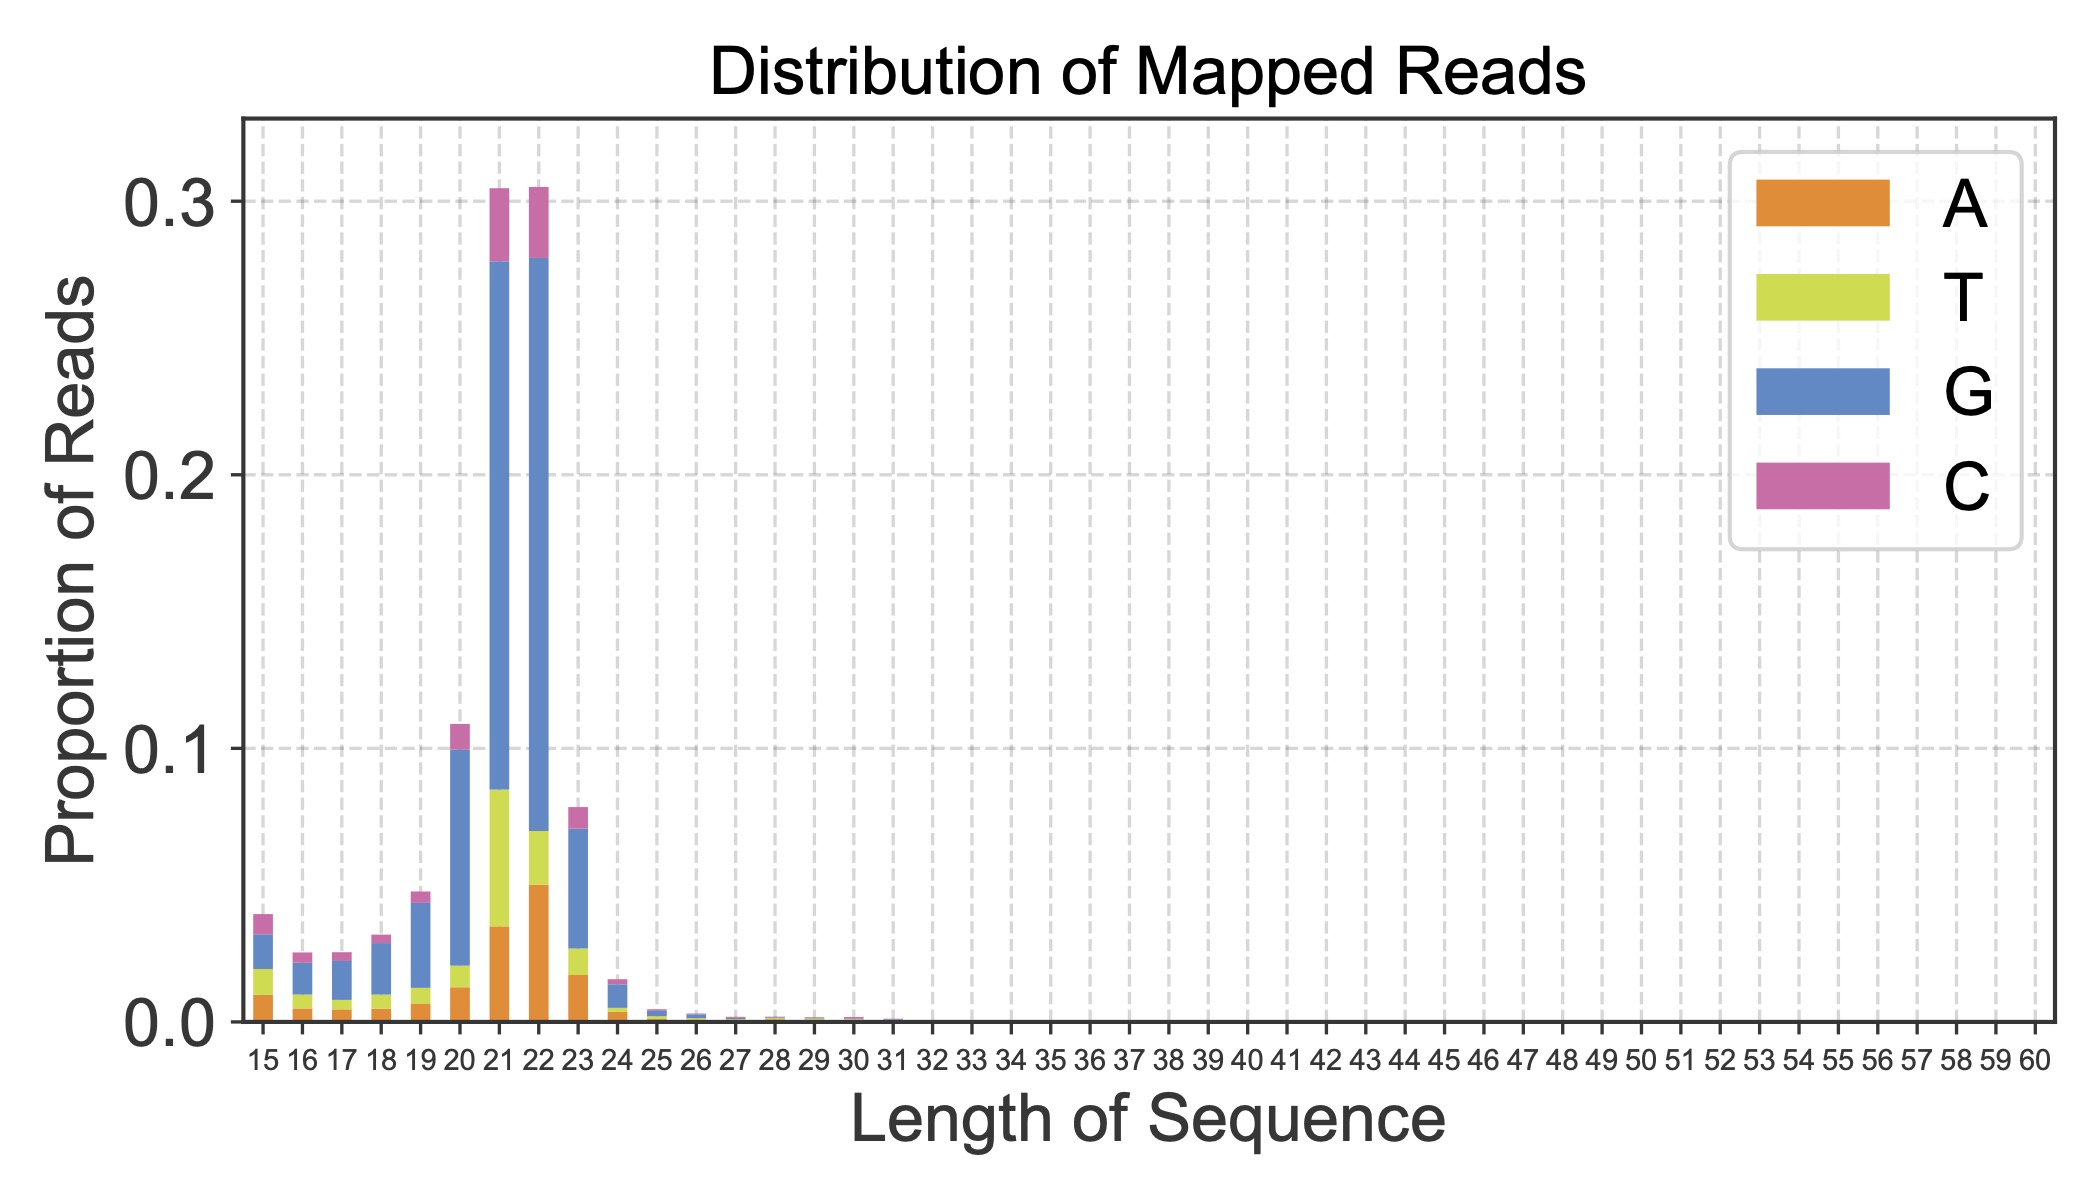 Distribution of Mapped Reads
Proportion of Reads
0.3
0.2
0.1
0.0
A
T
G
C
15 16 17 18 19 20 21 22 23 24 25 26 27 28 29 30 31 32 33 34 35 36 37 38 39 40 41 42 43 44 45 46 47 48 49 50 51 52 53 54 55 56 57 58 59 60
Length of Sequence